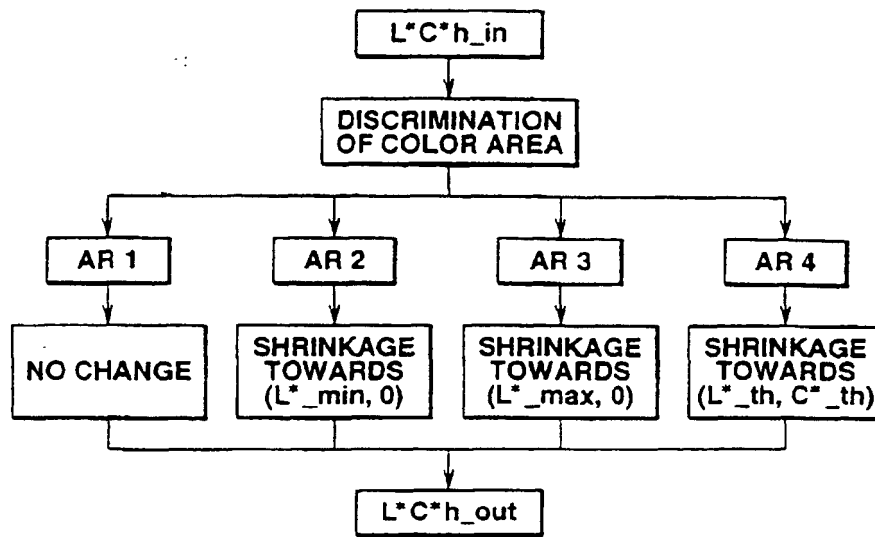 L*C*h_in
DISCRIMINATION
OF COLOR AREA
AR 1
AR 2
AR 3
AR 4
NO CHANGE
SHRINKAGE
TOWARDS
(L*_min, 0)
SHRINKAGE
TOWARDS
(L*_max, 0)
SHRINKAGE
TOWARDS
(L*_th, C*_th)
L*C*h_out